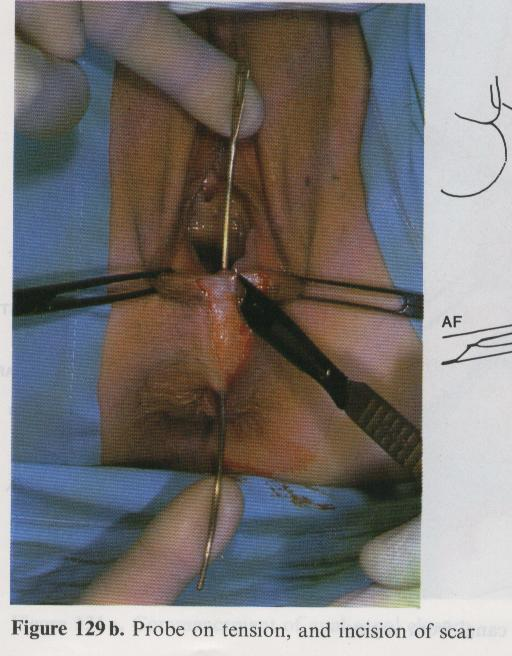 AF
Figure 129 b. Probe on tension, and incision of scar